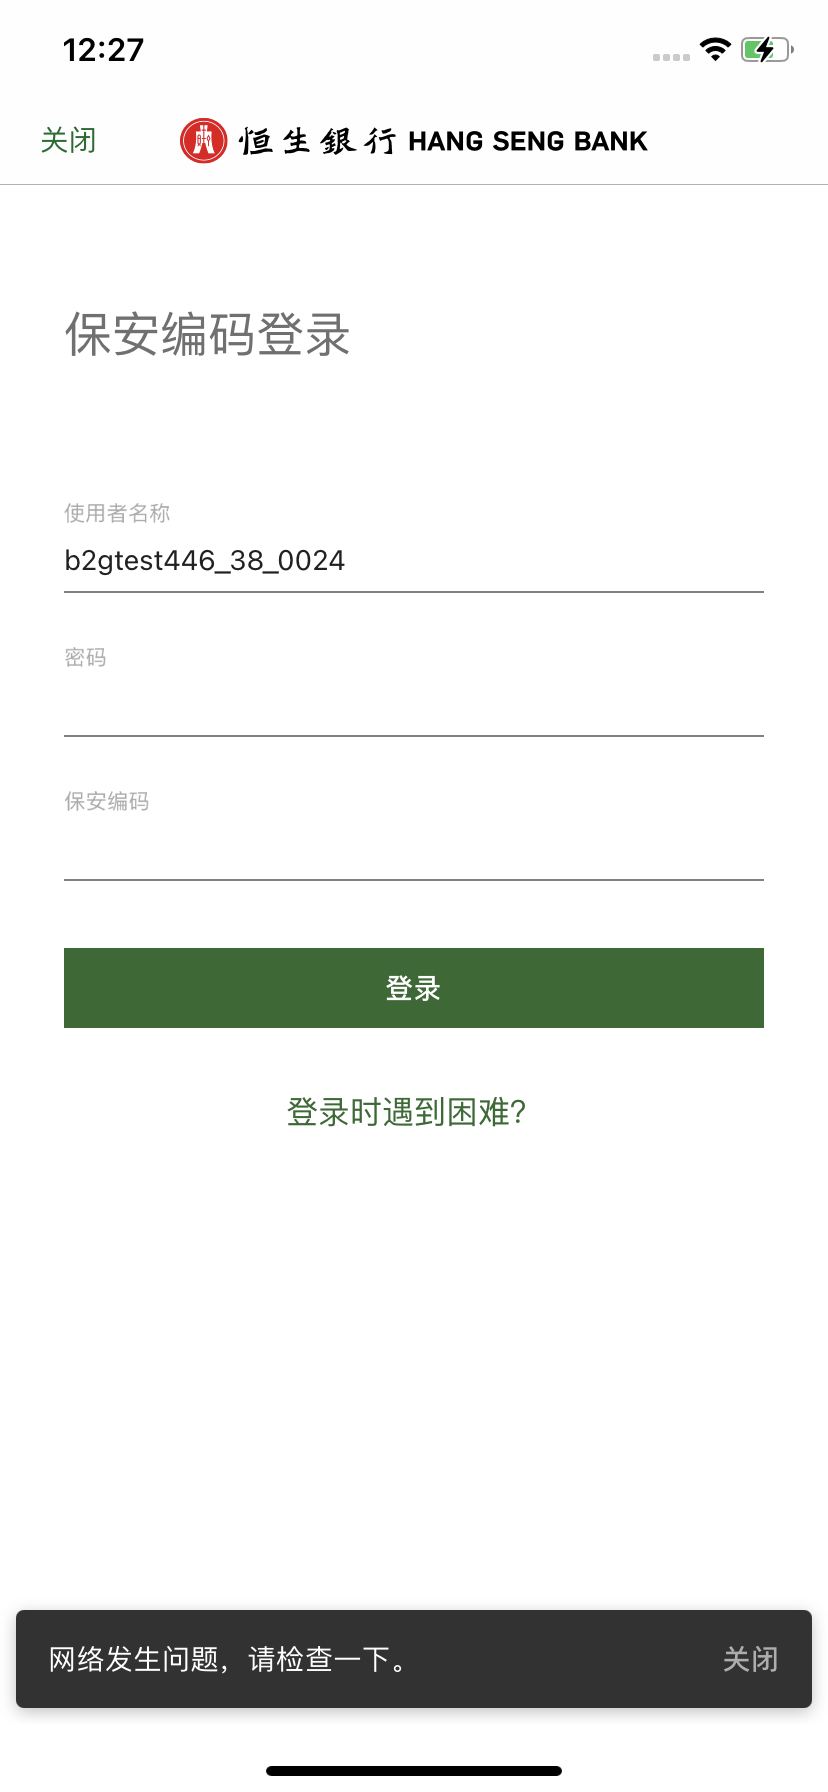 12:27
关闭
恒生銀行 HANG SENG BANK
保安编码登录
使用者名称
b2gtest446_38_0024
密码
保安编码
登录
登录时遇到困难?
网络发生问题，请检查一下。 关闭